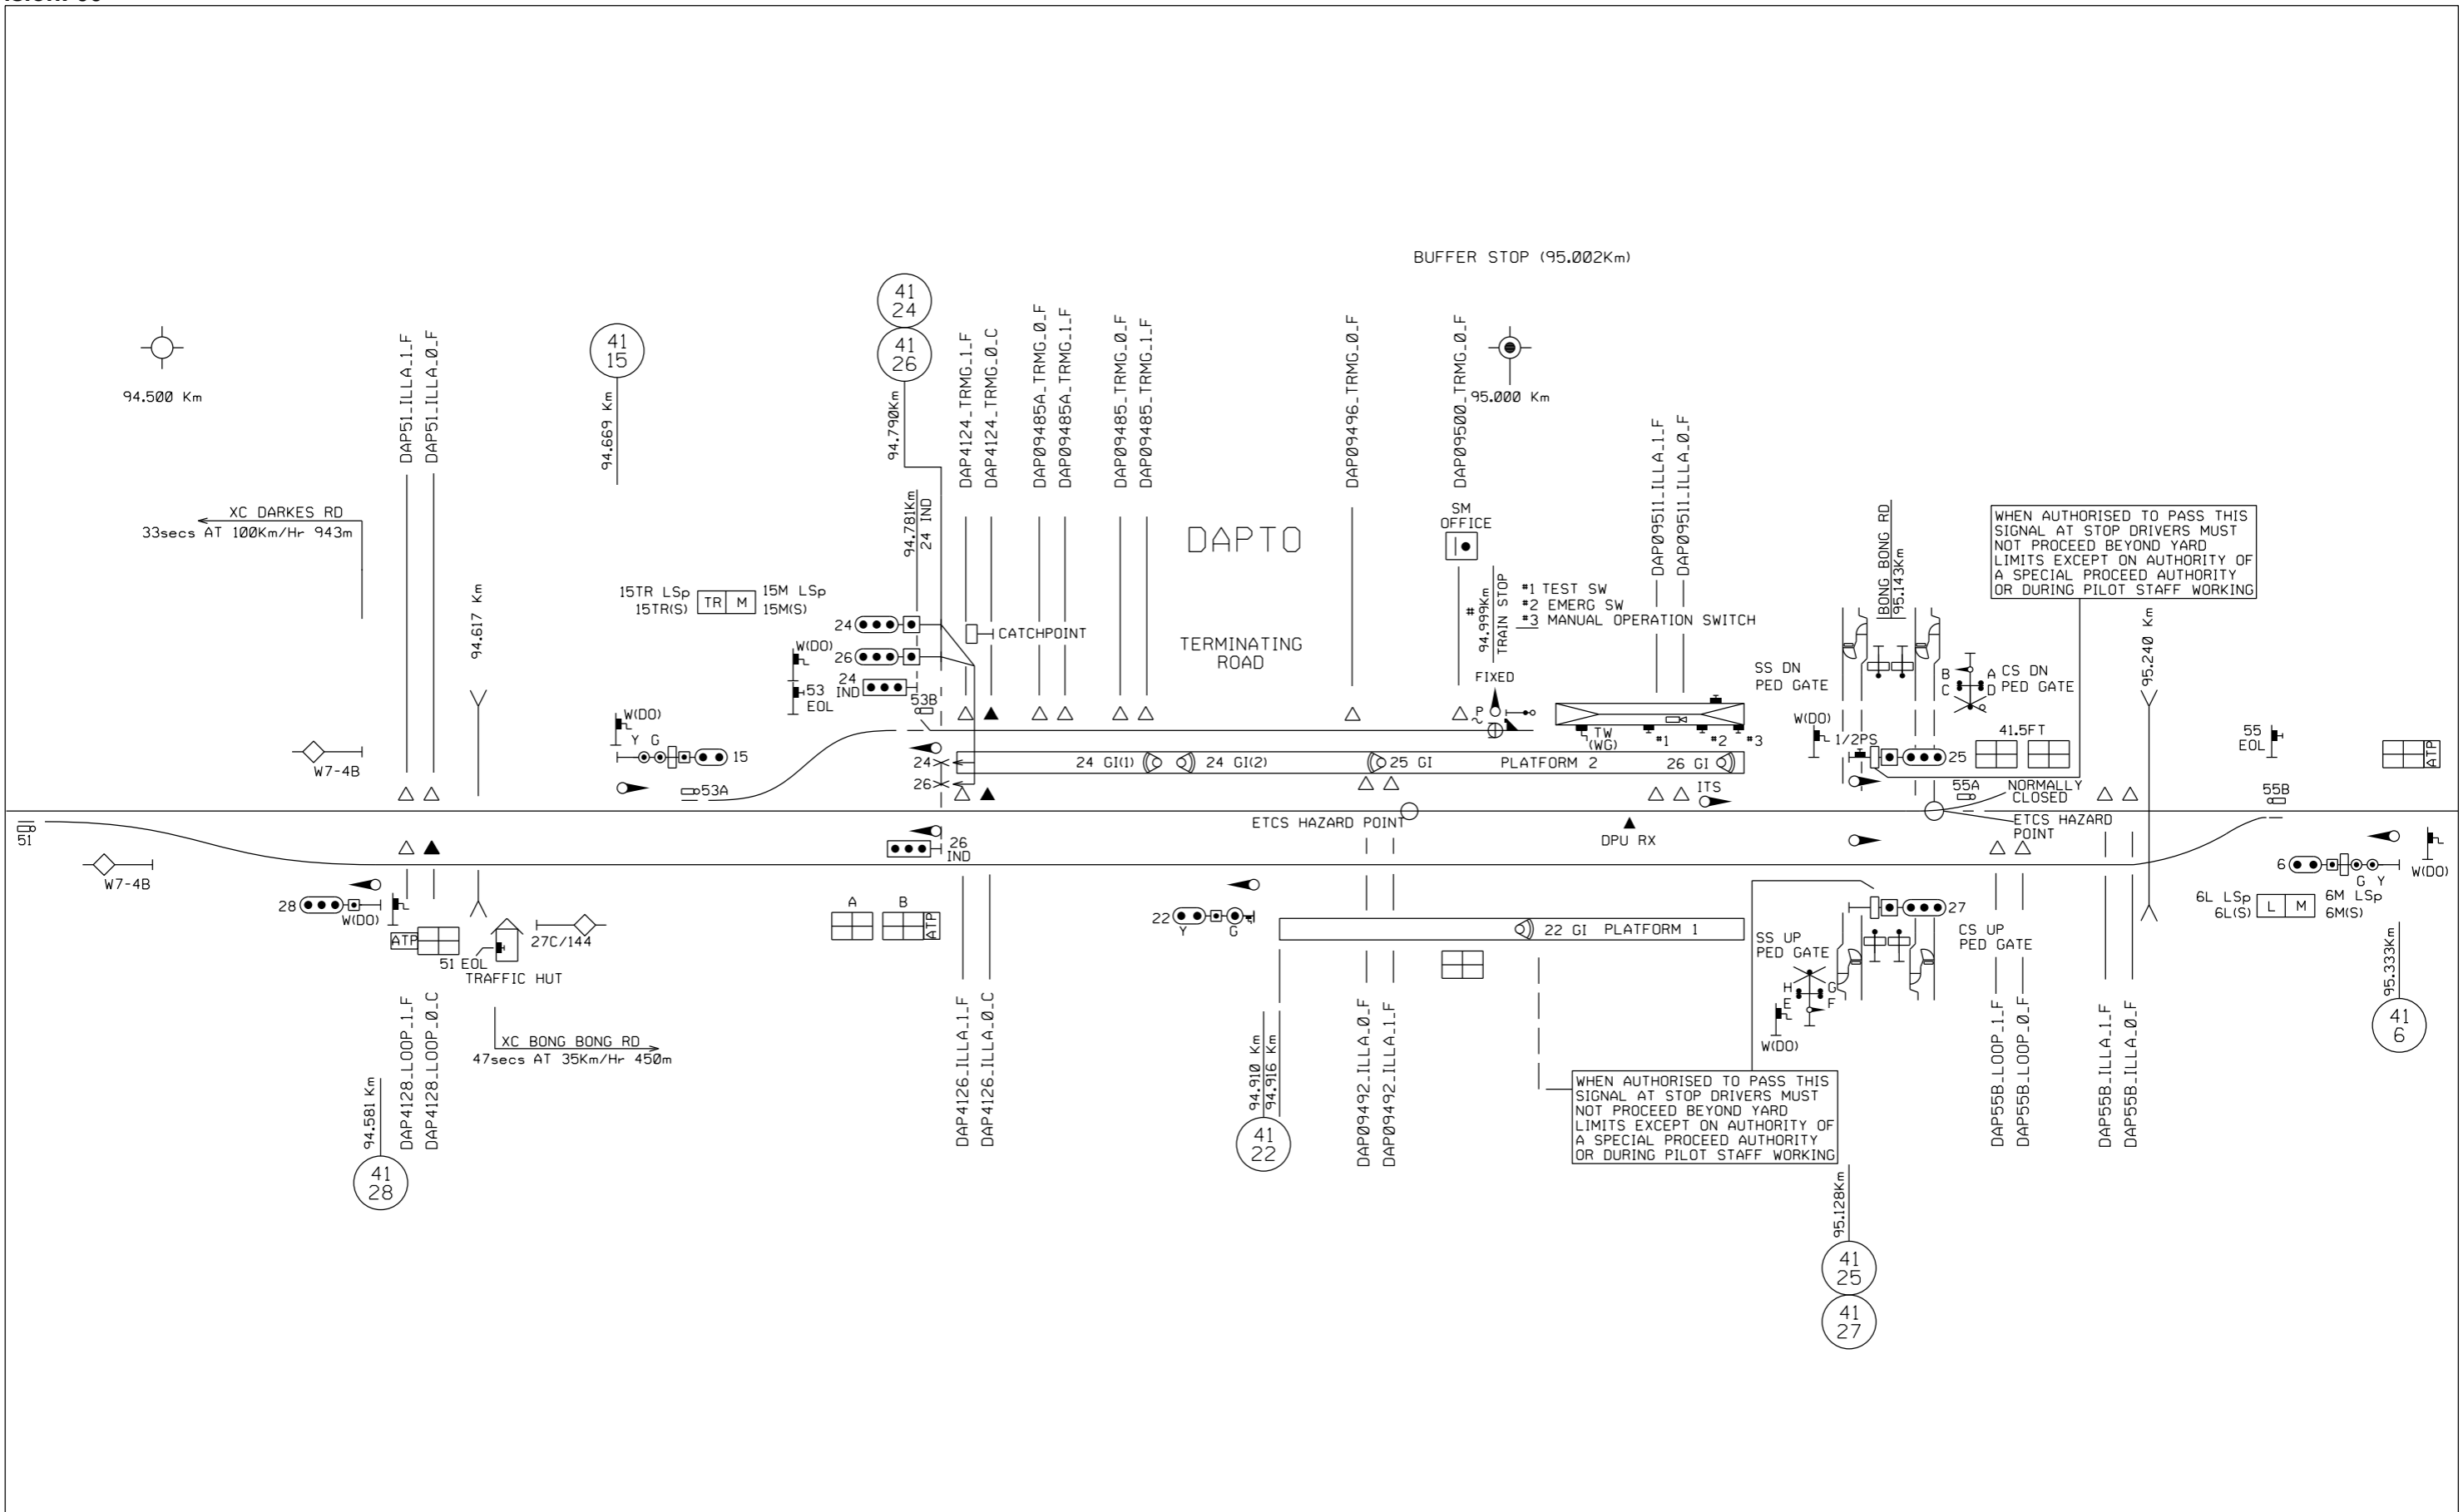 BUFFER STOP (95.002Km)
94.500 Km
95.000 Km
DAP51_ILLA_1_F
DAP51_ILLA_0_F
41
15
94.669 Km
41
24
41
26
94.790Km
DAP4124_TRMG_1_F
DAP4124_TRMG_0_C
DAP09485A_TRMG_0_F
DAP09485A_TRMG_1_F
DAP09485_TRMG_0_F
DAP09485_TRMG_1_F
DAP09496_TRMG_0_F
DAP09500_TRMG_0_F
DAP09511_ILLA_1_F
DAP09511_ILLA_0_F
XC DARKES RD
33secs AT 100Km/Hr 943m
94.617 Km
94.781Km
24 IND
DAPTO
TERMINATING
ROAD
SM
OFFICE
#
94.999Km
TRAIN STOP
FIXED
#1 TEST SW
#2 EMERG SW
#3 MANUAL OPERATION SWITCH
BONG BONG RD
95.143Km
WHEN AUTHORISED TO PASS THIS
SIGNAL AT STOP DRIVERS MUST
NOT PROCEED BEYOND YARD
LIMITS EXCEPT ON AUTHORITY OF
A SPECIAL PROCEED AUTHORITY
OR DURING PILOT STAFF WORKING
95.240 Km
15TR LSp
15TR(S)
TR M
15M LSp
15M(S)
24
26
24
IND
CATCHPOINT
W(DO)
53
EOL
53B
SS DN
PED GATE
B A
C D
CS DN
PED GATE
W7-4B
W(DO)
Y G
15
53A
24
26
24 GI(1)
24 GI(2)
25 GI
PLATFORM 2
26 GI
P
TW
(WG)
#1
#2
#3
W(DO)
1/2PS
25
41.5FT
55
EOL
ATP
ITS
55A
NORMALLY
CLOSED
55B
51
ETCS HAZARD POINT
DPU RX
ETCS HAZARD
POINT
W7-4B
26
IND
6
G Y
W(DO)
28
W(DO)
ATP
51 EOL
TRAFFIC HUT
27C/144
A
B
ATP
22
Y G
22 GI
PLATFORM 1
27
SS UP
PED GATE
CS UP
PED GATE
H G
E F
W(DO)
6L LSp
6L(S)
L M
6M LSp
6M(S)
95.333Km
41
6
XC BONG BONG RD
47secs AT 35Km/Hr 450m
94.581 Km
41
28
DAP4128_LOOP_1_F
DAP4128_LOOP_0_C
DAP4126_ILLA_1_F
DAP4126_ILLA_0_C
94.910 Km
94.916 Km
41
22
DAP09492_ILLA_0_F
DAP09492_ILLA_1_F
WHEN AUTHORISED TO PASS THIS
SIGNAL AT STOP DRIVERS MUST
NOT PROCEED BEYOND YARD
LIMITS EXCEPT ON AUTHORITY OF
A SPECIAL PROCEED AUTHORITY
OR DURING PILOT STAFF WORKING
DAP55B_LOOP_1_F
DAP55B_LOOP_0_F
DAP55B_ILLA_1_F
DAP55B_ILLA_0_F
95.128Km
41
25
41
27